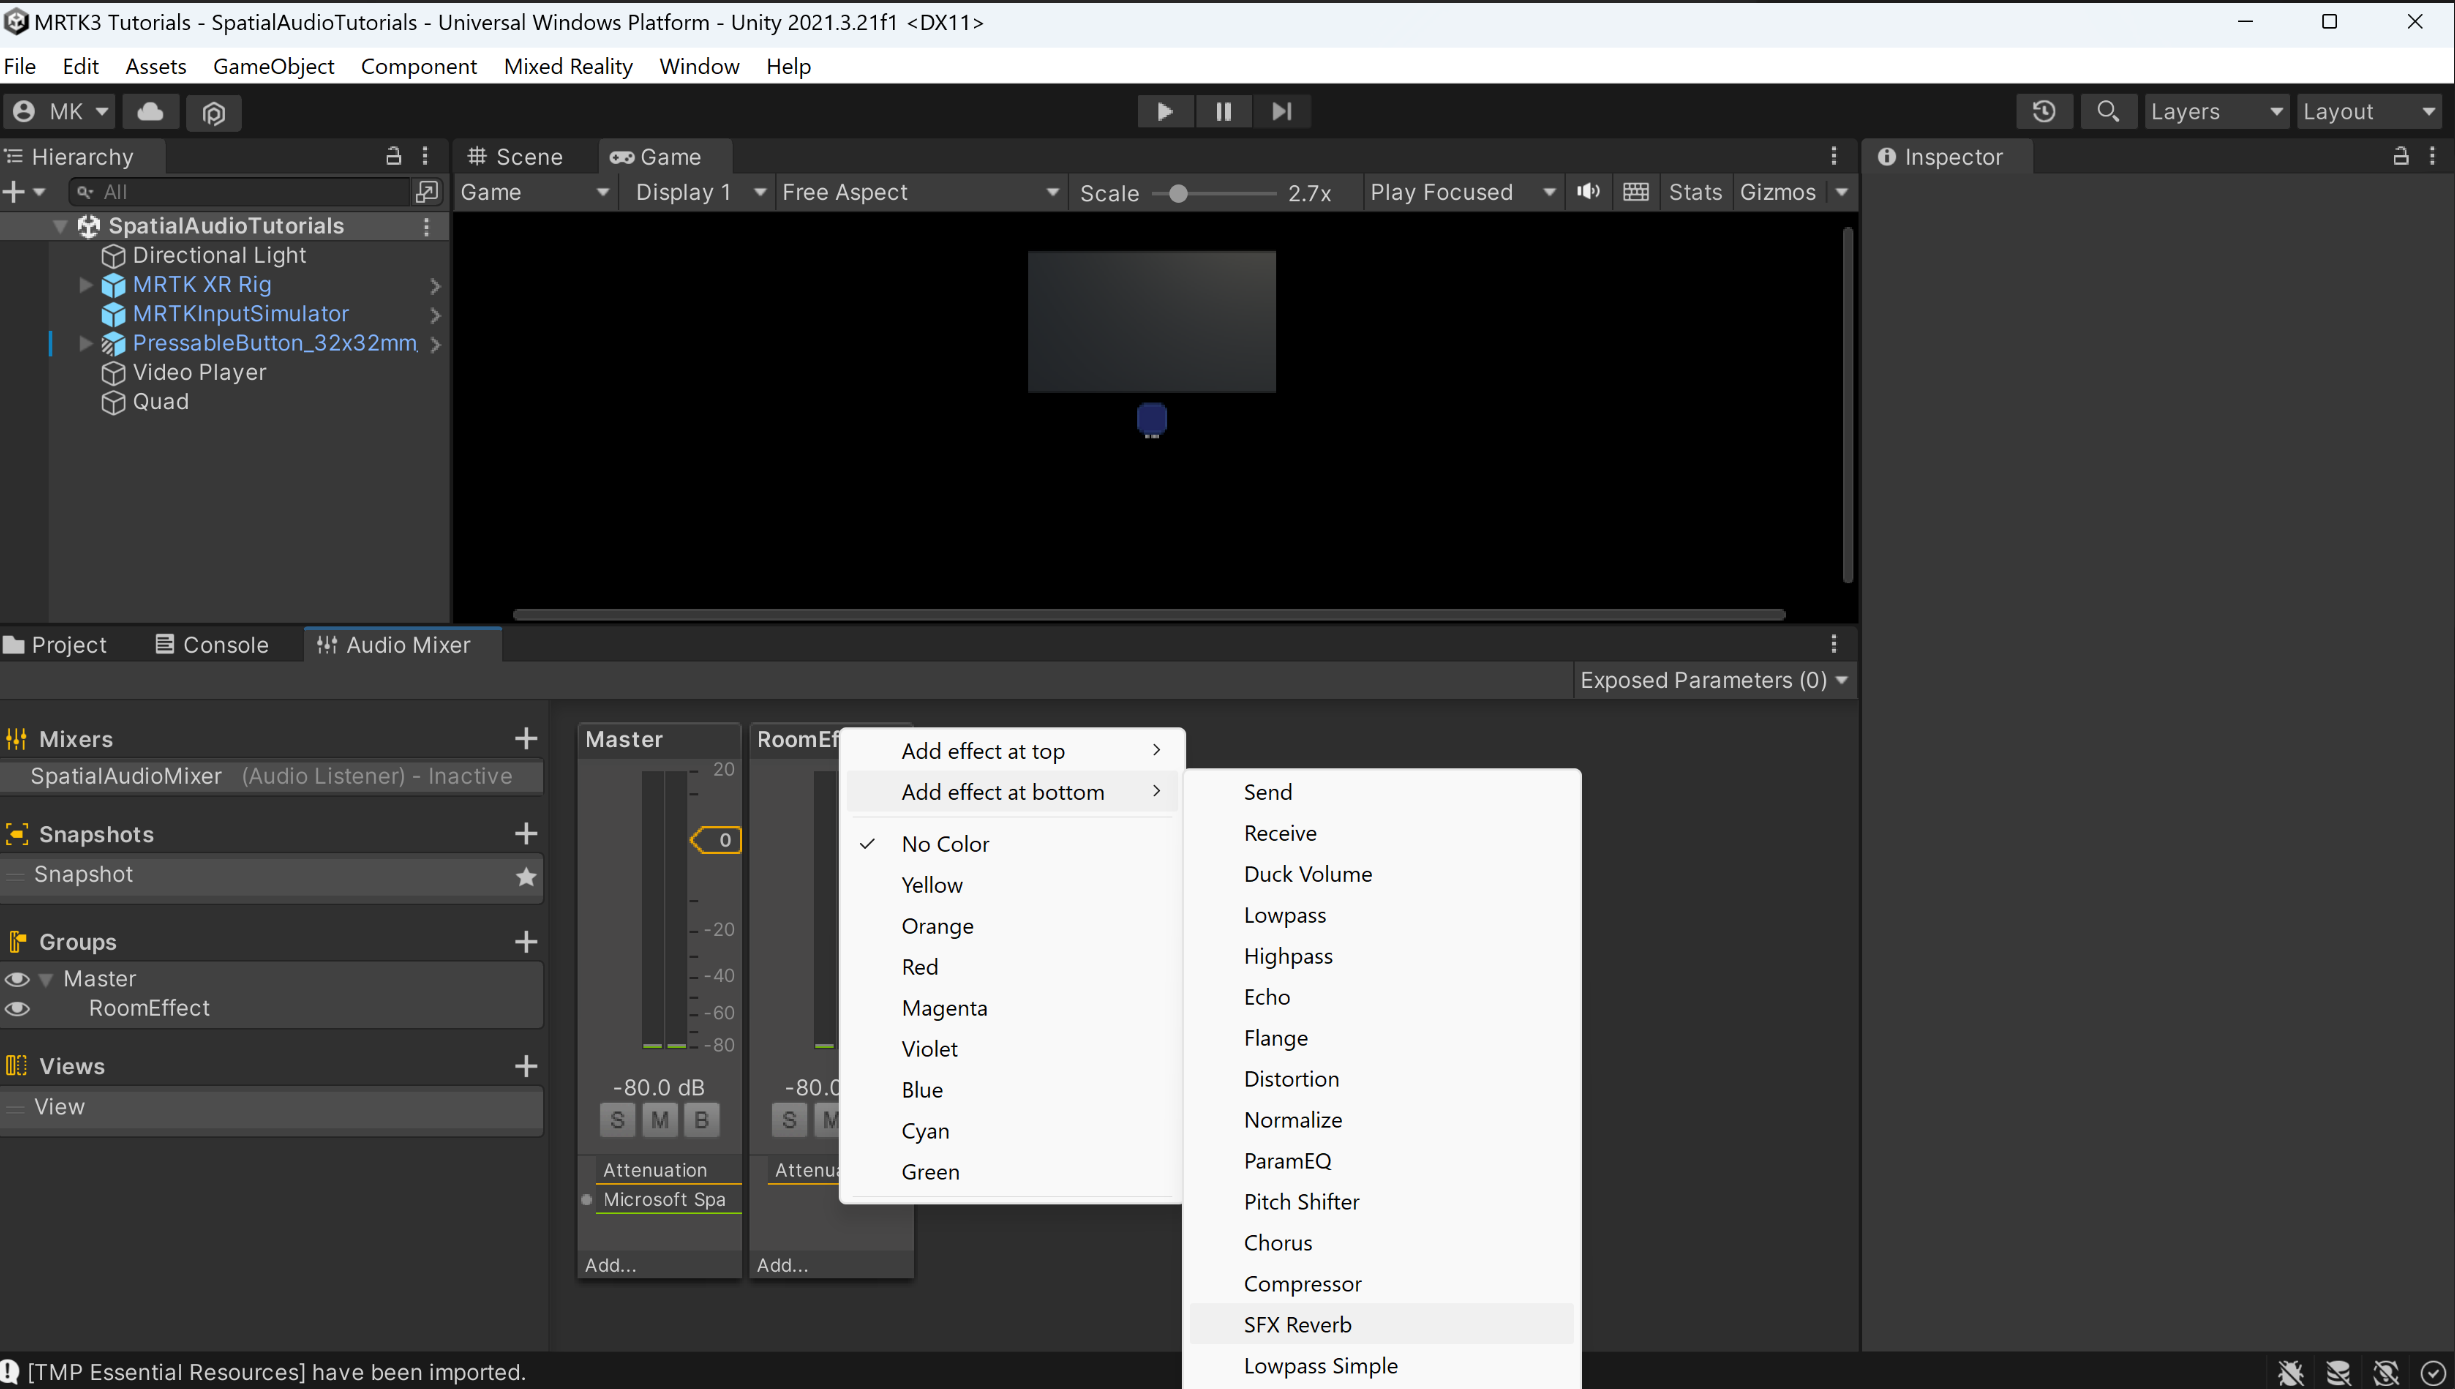 MRTK3 Tutorials - SpatialAudioTutorials - Universal Windows Platform - Unity 2021.3.21f1 <DX11>
File Edit Assets GameObject Component Mixed Reality Window Help
MK Layers Layout
Hierarchy Scene Game Inspector
All Game Display 1 Free Aspect Scale 2.7x Play Focused Stats Gizmos
SpatialAudioTutorials
Directional Light
MRTK XR Rig
MRTKInputSimulator
PressableButton_32x32mm
Video Player
Quad
Project Console Audio Mixer
Exposed Parameters (0)
Mixers
SpatialAudioMixer (Audio Listener) - Inactive
Snapshots
Snapshot
Groups
Master
RoomEffect
Views
View
Master
20
0
-20
-40
-60
-80
-80.0 dB
S M B
Attenuation
Microsoft Spa
Add...
RoomEf
-80.0
S M
Attenua
Add...
Add effect at top
Add effect at bottom
No Color
Yellow
Orange
Red
Magenta
Violet
Blue
Cyan
Green
Send
Receive
Duck Volume
Lowpass
Highpass
Echo
Flange
Distortion
Normalize
ParamEQ
Pitch Shifter
Chorus
Compressor
SFX Reverb
Lowpass Simple
[TMP Essential Resources] have been imported.